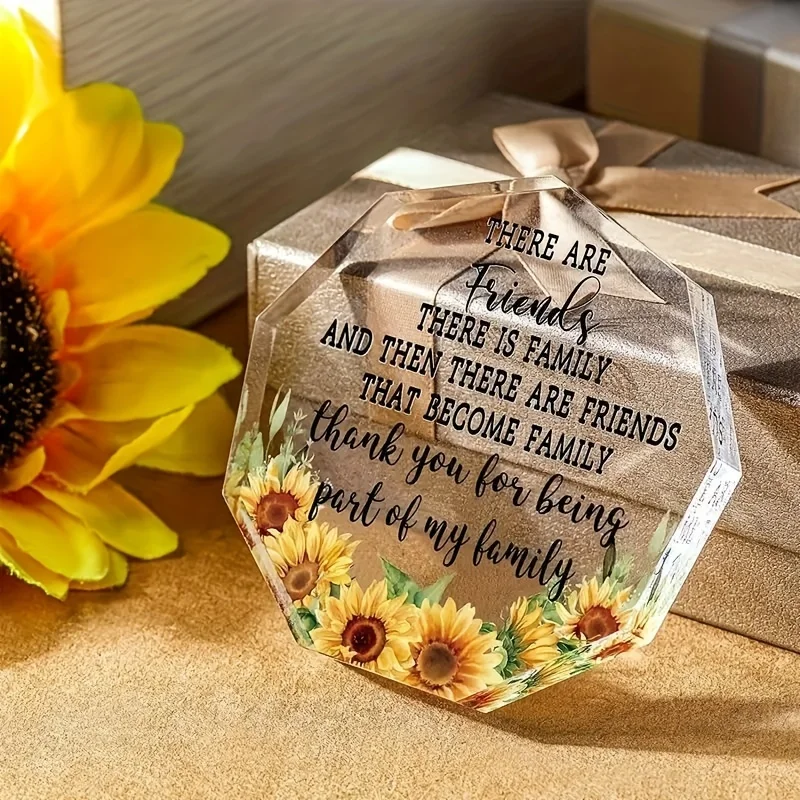 THERE ARE
Friends
THERE IS FAMILY
AND THEN THERE ARE FRIENDS
THAT BECOME FAMILY
thank you for being
part of my family